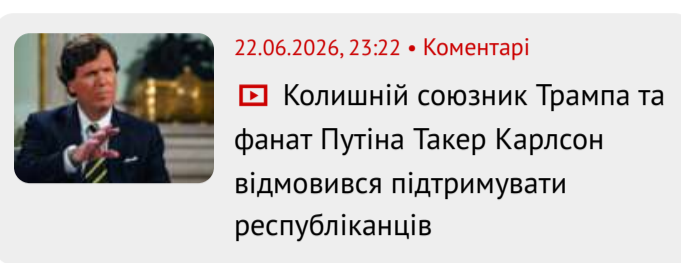 22.06.2026, 23:22 • Коментарі
Колишній союзник Трампа та
фанат Путіна Такер Карлсон
відмовився підтримувати
республіканців